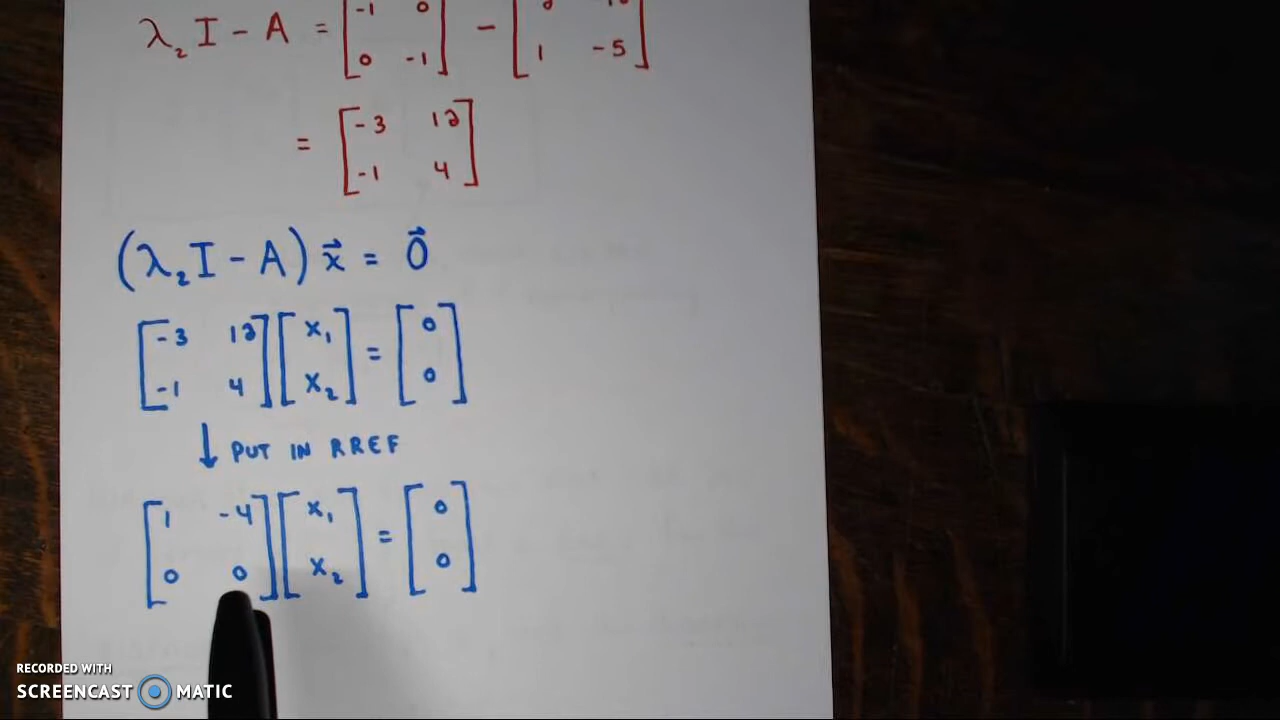 λ₂I - A = [ -1 0 ; 0 -1 ] - [ ; 1 -5 ]
= [ -3 12 ; -1 4 ]
(λ₂I - A) x⃗ = 0⃗
[ -3 12 ; -1 4 ] [ x₁ ; x₂ ] = [ 0 ; 0 ]
↓ PUT IN RREF
[ 1 -4 ; 0 0 ] [ x₁ ; x₂ ] = [ 0 ; 0 ]
RECORDED WITH
SCREENCAST MATIC